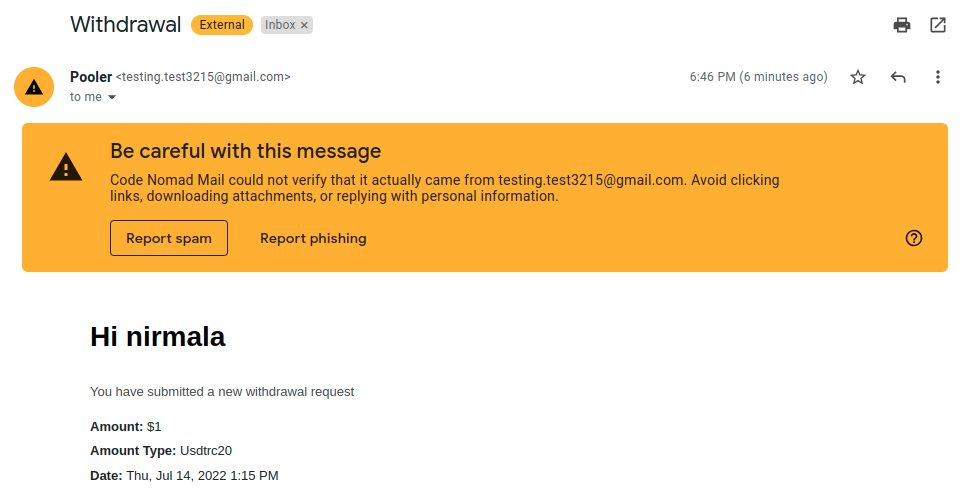 Withdrawal External Inbox ×
Pooler <testing.test3215@gmail.com> 6:46 PM (6 minutes ago)
to me
Be careful with this message
Code Nomad Mail could not verify that it actually came from testing.test3215@gmail.com. Avoid clicking
links, downloading attachments, or replying with personal information.
Report spam Report phishing
Hi nirmala
You have submitted a new withdrawal request
Amount: $1
Amount Type: Usdtrc20
Date: Thu, Jul 14, 2022 1:15 PM